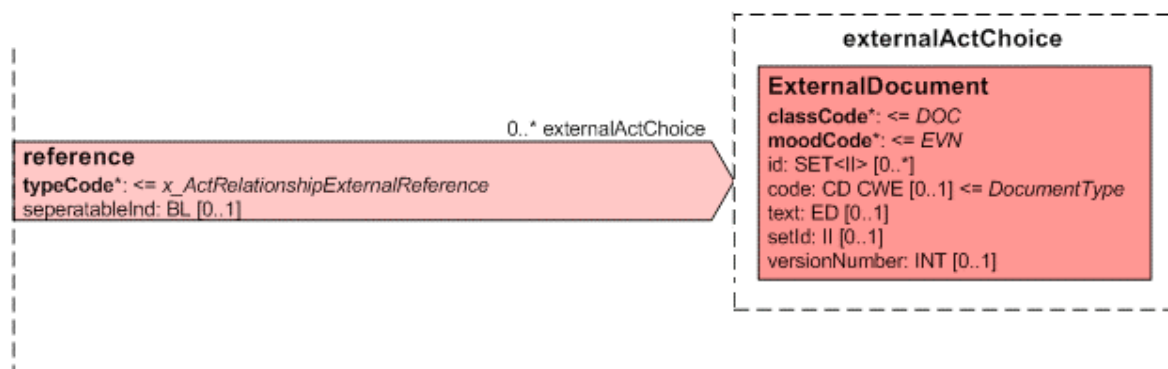 externalActChoice
ExternalDocument
classCode*: <= DOC
moodCode*: <= EVN
id: SET<II> [0..*]
code: CD CWE [0..1] <= DocumentType
text: ED [0..1]
setId: II [0..1]
versionNumber: INT [0..1]
0..* externalActChoice
reference
typeCode*: <= x_ActRelationshipExternalReference
seperatableInd: BL [0..1]